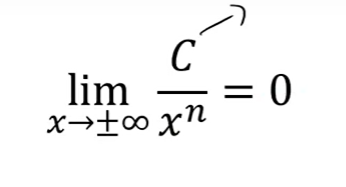 lim x→±∞ C/xⁿ = 0